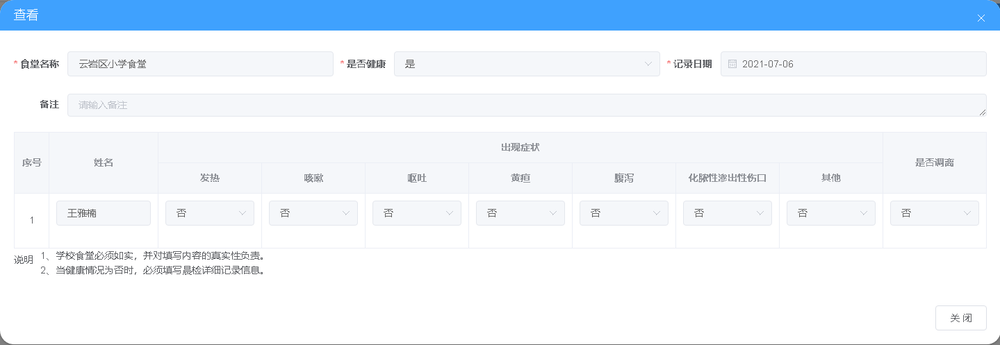 查看
* 食堂名称 云岩区小学食堂 * 是否健康 是 * 记录日期 2021-07-06
备注 请输入备注
序号 姓名 出现症状 是否调离
发热 咳嗽 呕吐 黄疸 腹泻 化脓性渗出性伤口 其他
1 王雅楠 否 否 否 否 否 否 否 否
说明 1、学校食堂必须如实，并对填写内容的真实性负责。
2、当健康情况为否时，必须填写晨检详细记录信息。
关 闭